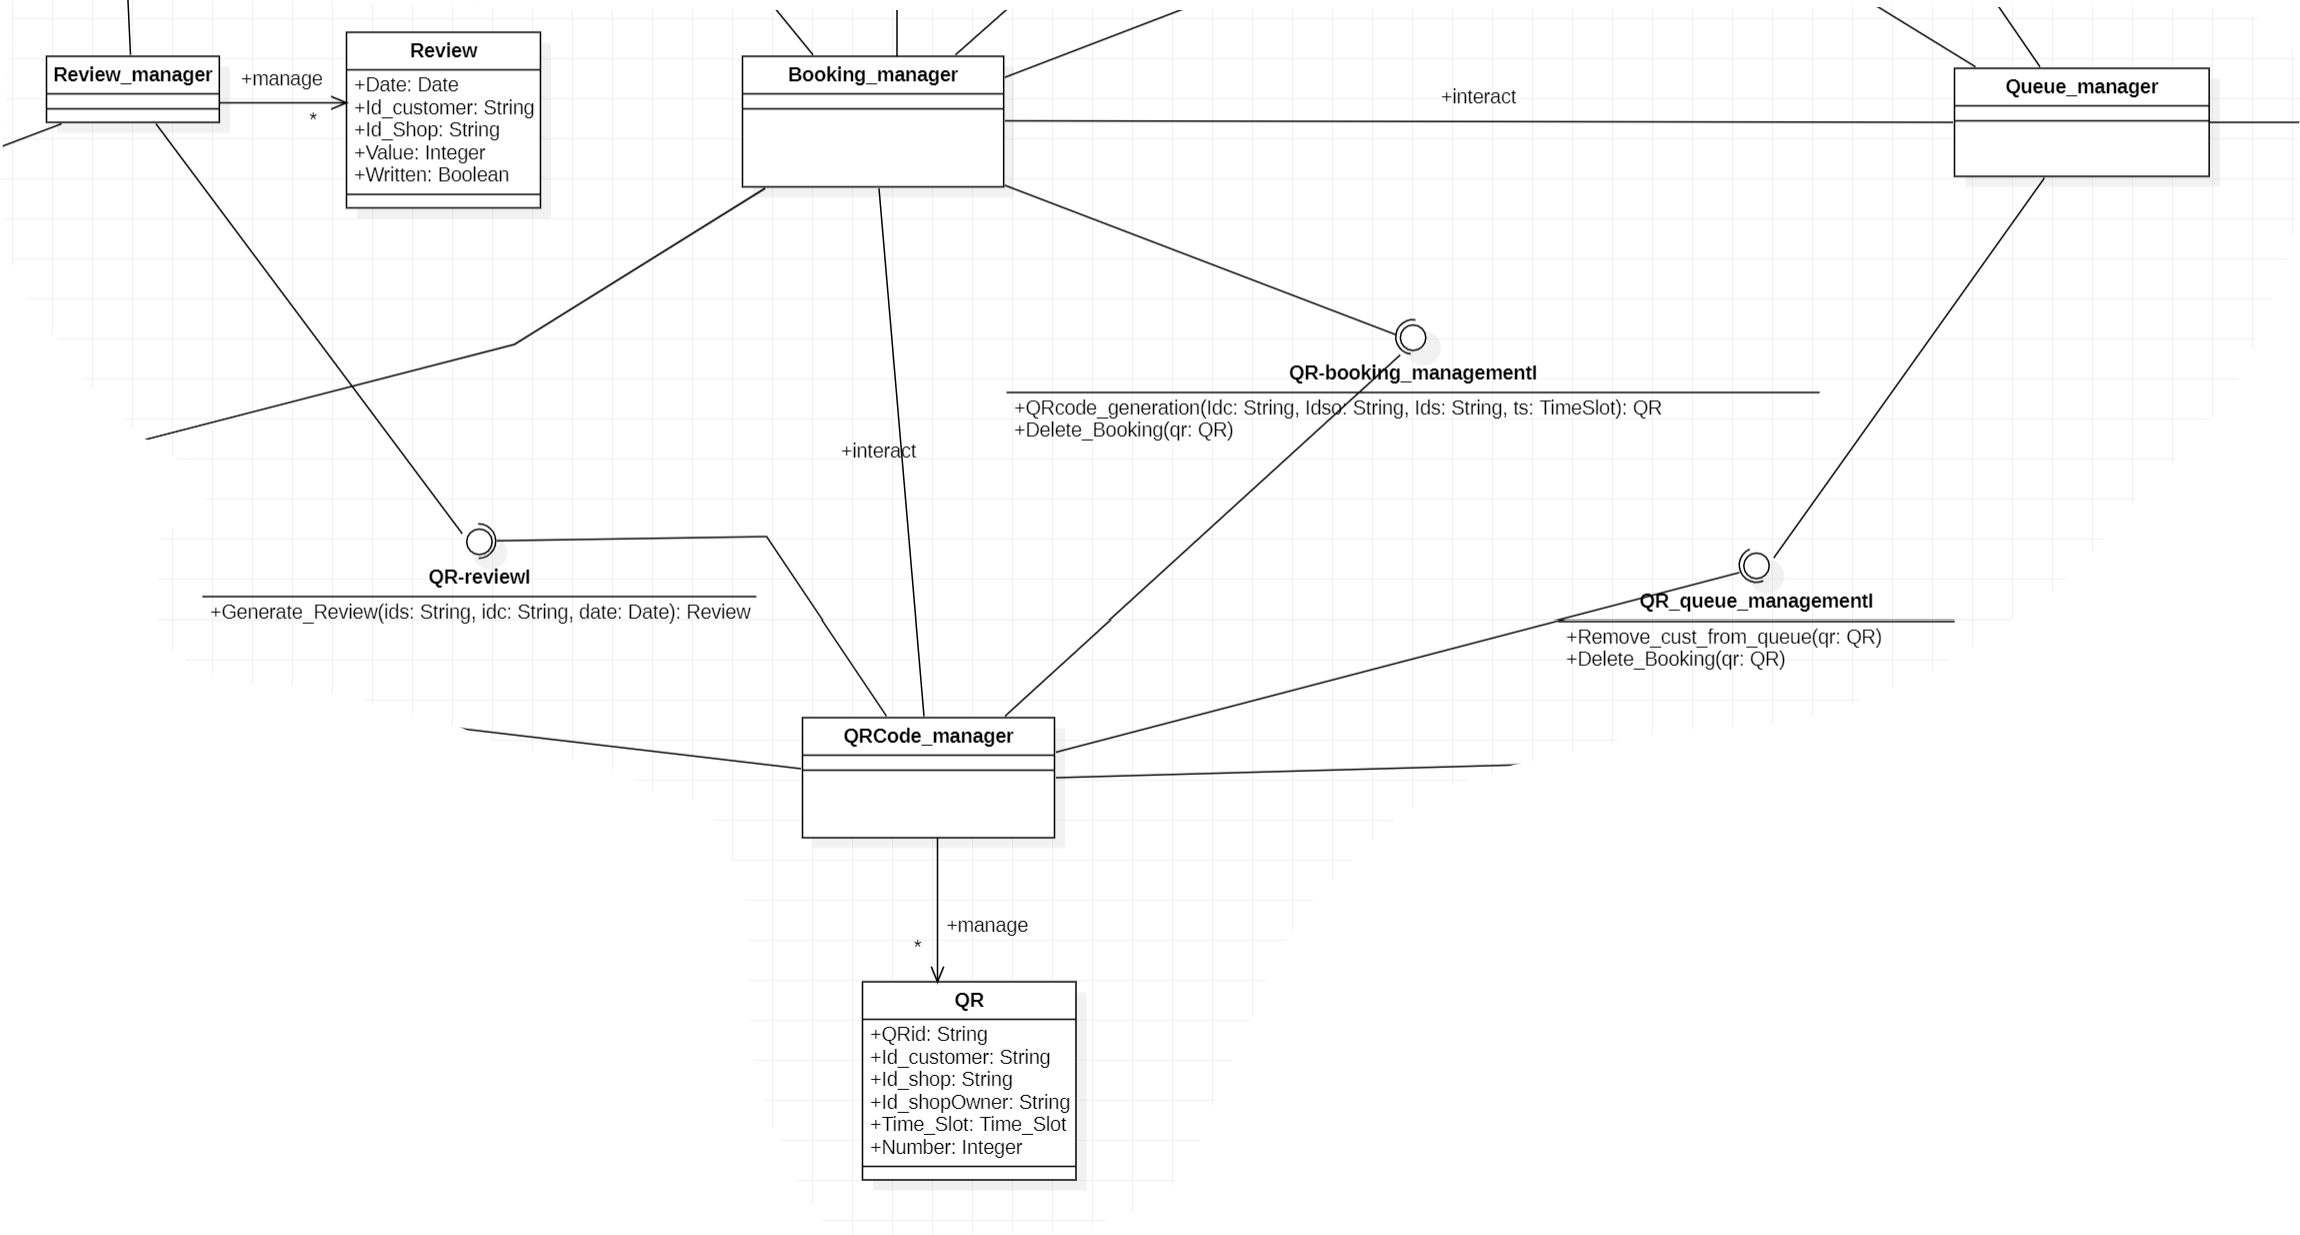 Review_manager
+manage
*
Review
+Date: Date
+Id_customer: String
+Id_Shop: String
+Value: Integer
+Written: Boolean
Booking_manager
+interact
Queue_manager
QR-booking_managementI
+QRcode_generation(Idc: String, Idso: String, Ids: String, ts: TimeSlot): QR
+Delete_Booking(qr: QR)
+interact
QR-reviewI
+Generate_Review(ids: String, idc: String, date: Date): Review
QR_queue_managementI
+Remove_cust_from_queue(qr: QR)
+Delete_Booking(qr: QR)
QRCode_manager
+manage
*
QR
+QRid: String
+Id_customer: String
+Id_shop: String
+Id_shopOwner: String
+Time_Slot: Time_Slot
+Number: Integer